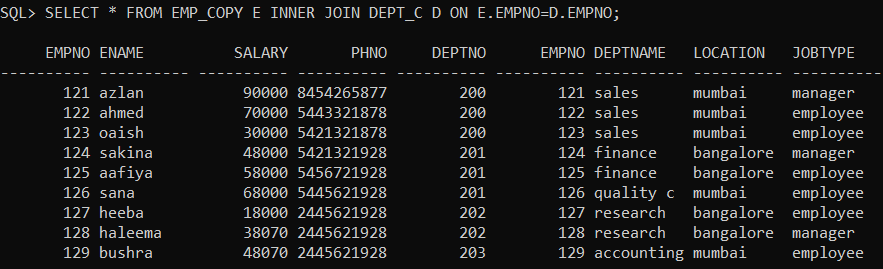 SQL> SELECT * FROM EMP_COPY E INNER JOIN DEPT_C D ON E.EMPNO=D.EMPNO;
     EMPNO ENAME          SALARY       PHNO     DEPTNO      EMPNO DEPTNAME   LOCATION   JOBTYPE
---------- ---------- ---------- ---------- ---------- ---------- ---------- ---------- ----------
       121 azlan           90000 8454265877        200        121 sales      mumbai     manager
       122 ahmed           70000 5443321878        200        122 sales      mumbai     employee
       123 oaish           30000 5421321878        200        123 sales      mumbai     employee
       124 sakina          48000 5421321928        201        124 finance    bangalore  manager
       125 aafiya          58000 5456721928        201        125 finance    bangalore  employee
       126 sana            68000 5445621928        201        126 quality c  mumbai     employee
       127 heeba           18000 2445621928        202        127 research   bangalore  employee
       128 haleema         38070 2445621928        202        128 research   bangalore  manager
       129 bushra          48070 2445621928        203        129 accounting mumbai     employee